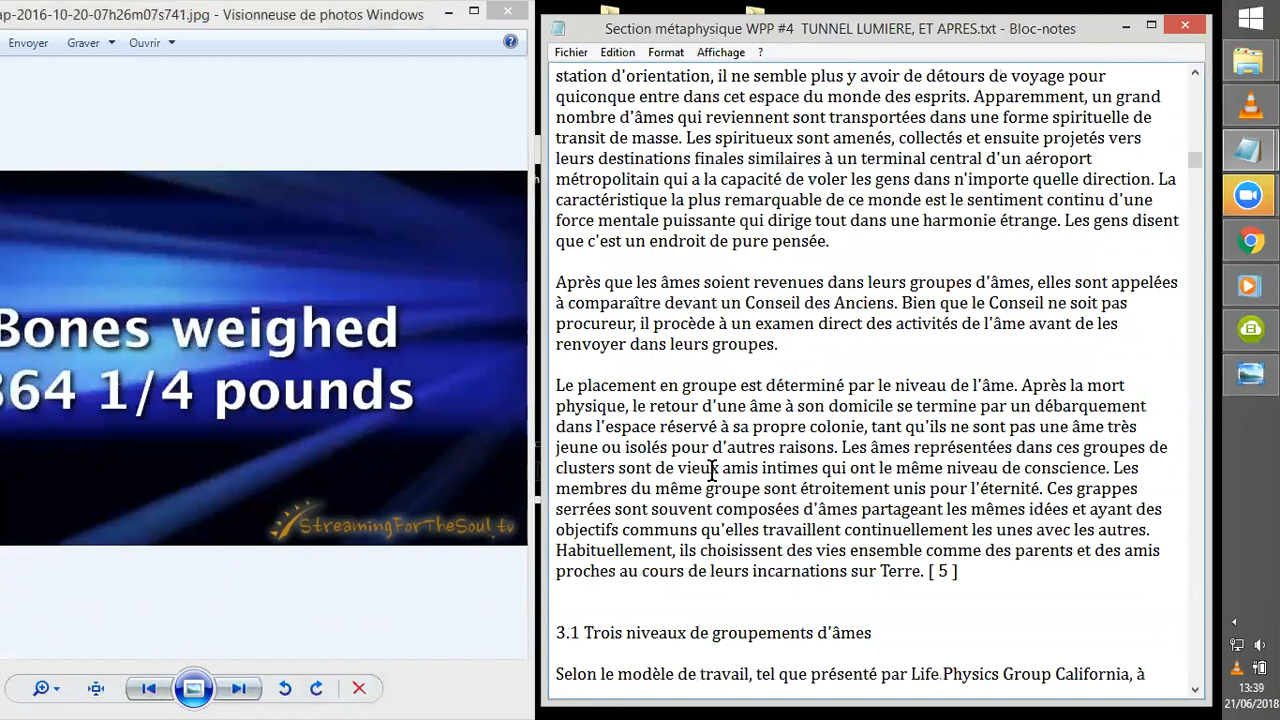 ap-2016-10-20-07h26m07s741.jpg - Visionneuse de photos Windows
Envoyer Graver Ouvrir ?
Bones weighed
364 1/4 pounds
StreamingForTheSoul.tv
Section métaphysique WPP #4 TUNNEL LUMIERE, ET APRES.txt - Bloc-notes
Fichier Edition Format Affichage ?
station d'orientation, il ne semble plus y avoir de détours de voyage pour
quiconque entre dans cet espace du monde des esprits. Apparemment, un grand
nombre d'âmes qui reviennent sont transportées dans une forme spirituelle de
transit de masse. Les spiritueux sont amenés, collectés et ensuite projetés vers
leurs destinations finales similaires à un terminal central d'un aéroport
métropolitain qui a la capacité de voler les gens dans n'importe quelle direction. La
caractéristique la plus remarquable de ce monde est le sentiment continu d'une
force mentale puissante qui dirige tout dans une harmonie étrange. Les gens disent
que c'est un endroit de pure pensée.
Après que les âmes soient revenues dans leurs groupes d'âmes, elles sont appelées
à comparaître devant un Conseil des Anciens. Bien que le Conseil ne soit pas
procureur, il procède à un examen direct des activités de l'âme avant de les
renvoyer dans leurs groupes.
Le placement en groupe est déterminé par le niveau de l'âme. Après la mort
physique, le retour d'une âme à son domicile se termine par un débarquement
dans l'espace réservé à sa propre colonie, tant qu'ils ne sont pas une âme très
jeune ou isolés pour d'autres raisons. Les âmes représentées dans ces groupes de
clusters sont de vieux amis intimes qui ont le même niveau de conscience. Les
membres du même groupe sont étroitement unis pour l'éternité. Ces grappes
serrées sont souvent composées d'âmes partageant les mêmes idées et ayant des
objectifs communs qu'elles travaillent continuellement les unes avec les autres.
Habituellement, ils choisissent des vies ensemble comme des parents et des amis
proches au cours de leurs incarnations sur Terre. [ 5 ]
3.1 Trois niveaux de groupements d'âmes
Selon le modèle de travail, tel que présenté par Life Physics Group California, à
13:39
21/06/2018